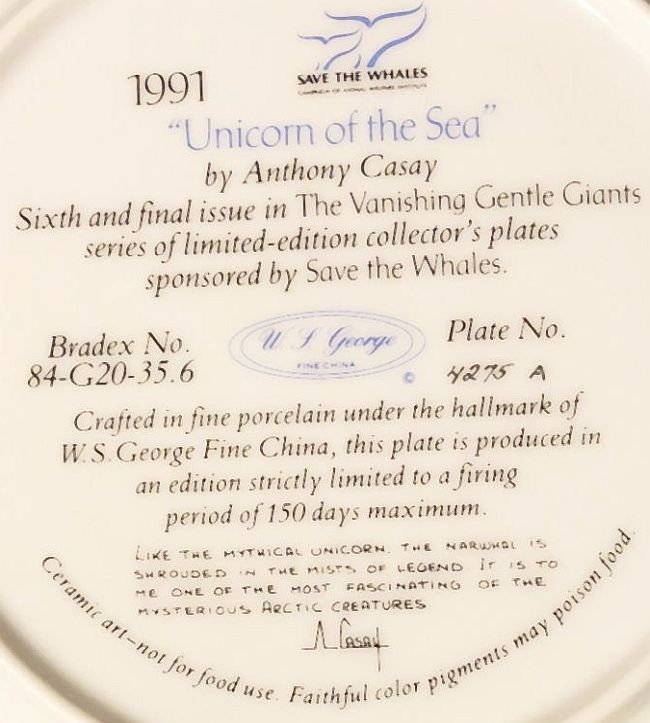 SAVE THE WHALES
1991
"Unicorn of the Sea"
by Anthony Casay
Sixth and final issue in The Vanishing Gentle Giants
series of limited-edition collector's plates
sponsored by Save the Whales.
Bradex No.
84-G20-35.6
W. S. George
FINE CHINA
©
Plate No.
4275 A
Crafted in fine porcelain under the hallmark of
W.S.George Fine China, this plate is produced in
an edition strictly limited to a firing
period of 150 days maximum.
LIKE THE MYTHICAL UNICORN. THE NARWHAL IS
SHROUDED IN THE MISTS OF LEGEND. IT IS TO
ME ONE OF THE MOST FASCINATING OF THE
MYSTERIOUS ARCTIC CREATURES
A Casay
Ceramic art—not for food use. Faithful color pigments may poison food.